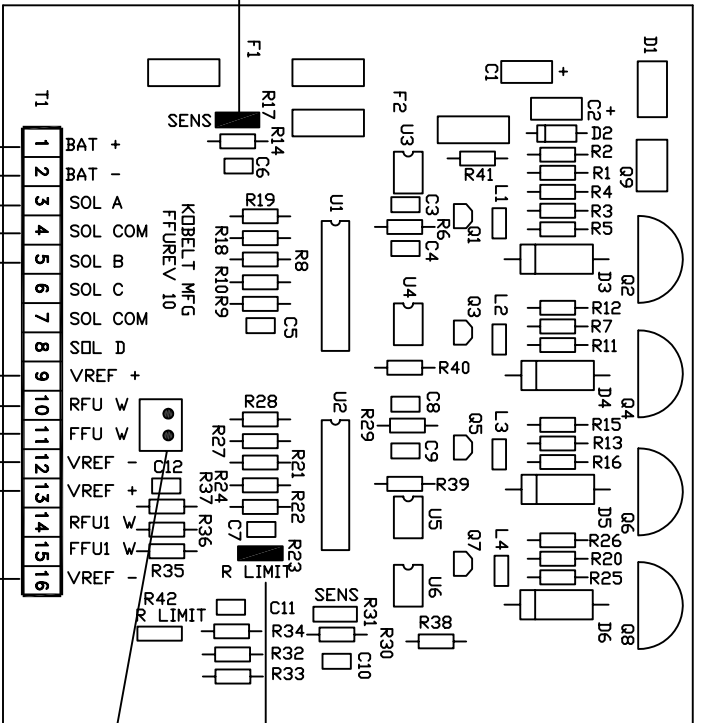 F1
D1
C1
+
T1
F2
C2 +
SENS
R17
R14
C6
U3
R41
D2
R2
R1
R4
R3
R5
Q9
1 BAT +
2 BAT -
3 SOL A
4 SOL COM
5 SOL B
6 SOL C
7 SOL COM
8 SOL D
9 VREF +
10 RFU W
11 FFU W
12 VREF -
13 VREF +
14 RFU1 W
15 FFU1 W
16 VREF -
KOBELT MFG
FFUREV 10
R19
R18
R8
R10
R9
C5
U1
C3
R6
C4
Q1
L1
D3
Q2
U4
Q3
L2
R12
R7
R11
R40
D4
Q4
R28
R27
R21
R24
R22
C7
R23
R LIMIT
U2
C8
R29
C9
Q5
L3
R15
R13
R16
R39
D5
Q6
C12
R37
R36
R35
U5
Q7
L4
R26
R20
R25
U6
D6
Q8
R42
R LIMIT
C11
R34
R32
R33
SENS
R31
R30
C10
R38